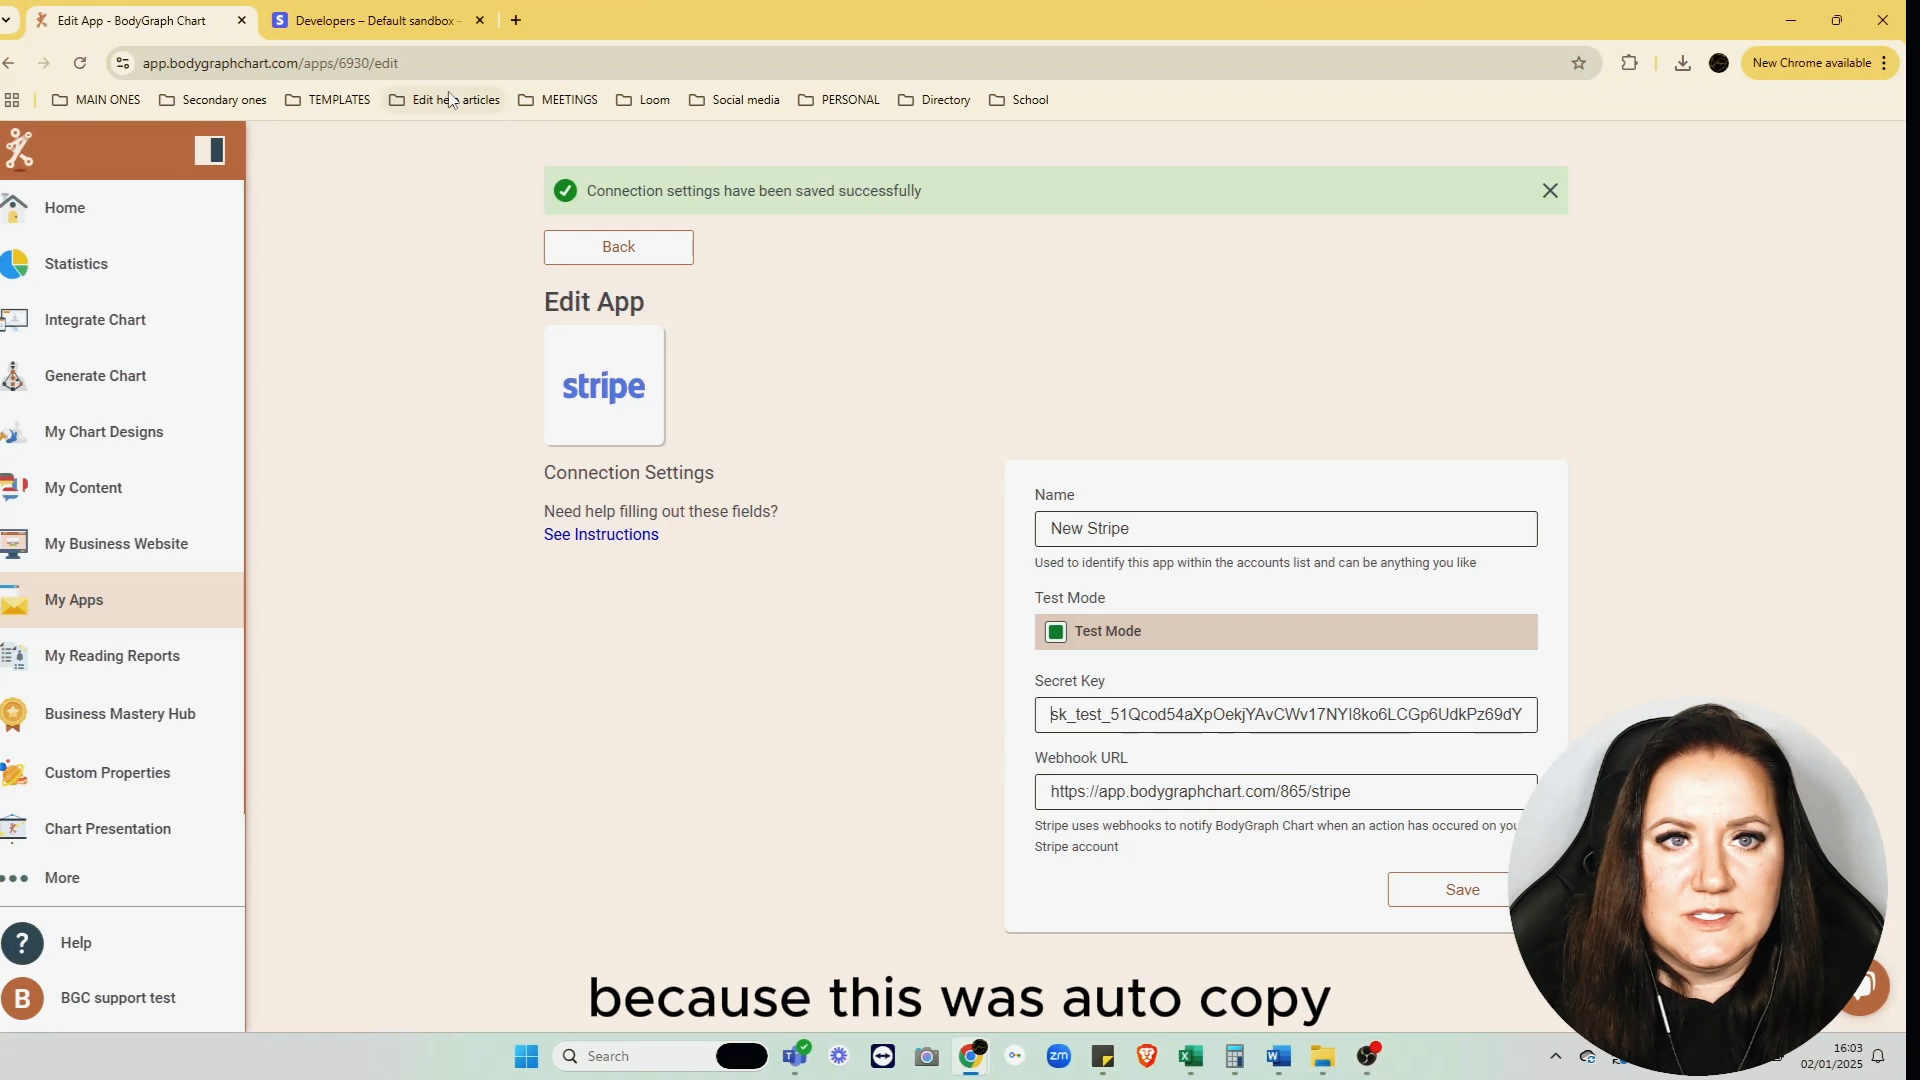 Edit App - BodyGraph Chart
Developers – Default sandbox -
app.bodygraphchart.com/apps/6930/edit
New Chrome available
MAIN ONES
Secondary ones
TEMPLATES
Edit help articles
MEETINGS
Loom
Social media
PERSONAL
Directory
School
Home
Statistics
Integrate Chart
Generate Chart
My Chart Designs
My Content
My Business Website
My Apps
My Reading Reports
Business Mastery Hub
Custom Properties
Chart Presentation
More
? Help
B BGC support test
Connection settings have been saved successfully
Back
Edit App
stripe
Connection Settings
Need help filling out these fields?
See Instructions
Name
New Stripe
Used to identify this app within the accounts list and can be anything you like
Test Mode
Test Mode
Secret Key
sk_test_51Qcod54aXpOekjYAvCWv17NYI8ko6LCGp6UdkPz69dY
Webhook URL
https://app.bodygraphchart.com/865/stripe
Stripe uses webhooks to notify BodyGraph Chart when an action has occured on you
Stripe account
Save
because this was auto copy
Search
zm
16:03
02/01/2025